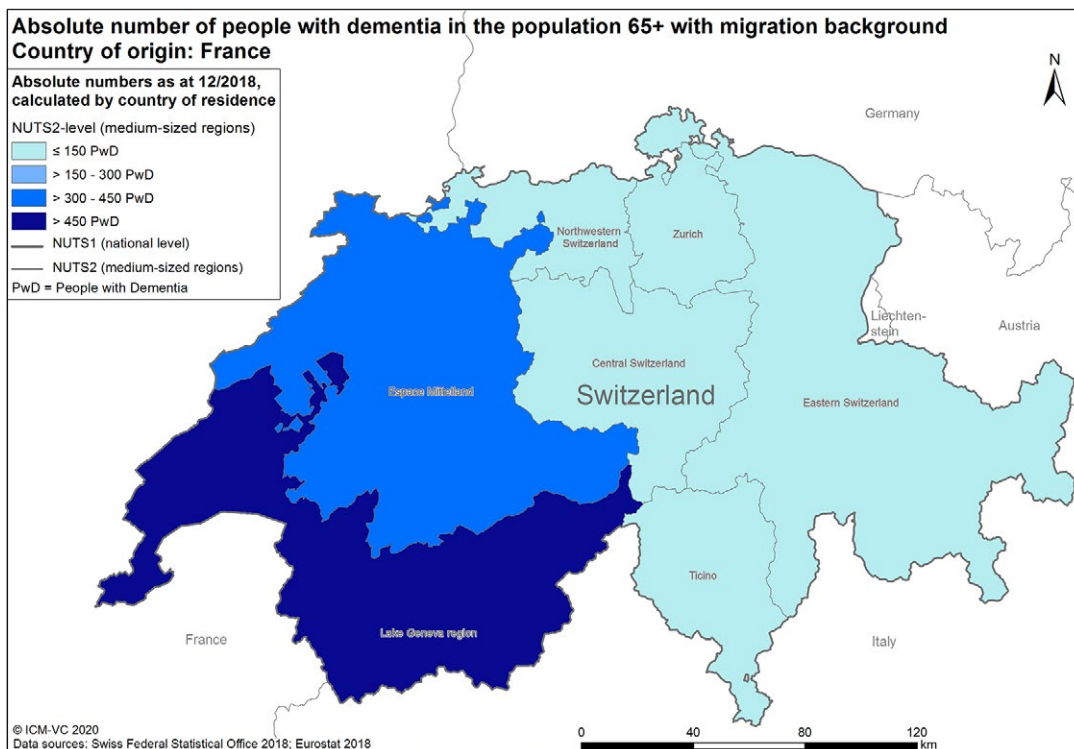 Absolute number of people with dementia in the population 65+ with migration background
Country of origin: France
Absolute numbers as at 12/2018,
calculated by country of residence
NUTS2-level (medium-sized regions)
≤ 150 PwD
> 150 - 300 PwD
> 300 - 450 PwD
> 450 PwD
NUTS1 (national level)
NUTS2 (medium-sized regions)
PwD = People with Dementia
N
Germany
Northwestern
Switzerland
Zurich
Liechten-
stein
Austria
Central Switzerland
Switzerland
Espace Mittelland
Eastern Switzerland
Ticino
Lake Geneva region
France
Italy
© ICM-VC 2020
Data sources: Swiss Federal Statistical Office 2018; Eurostat 2018
0 40 80 120
km